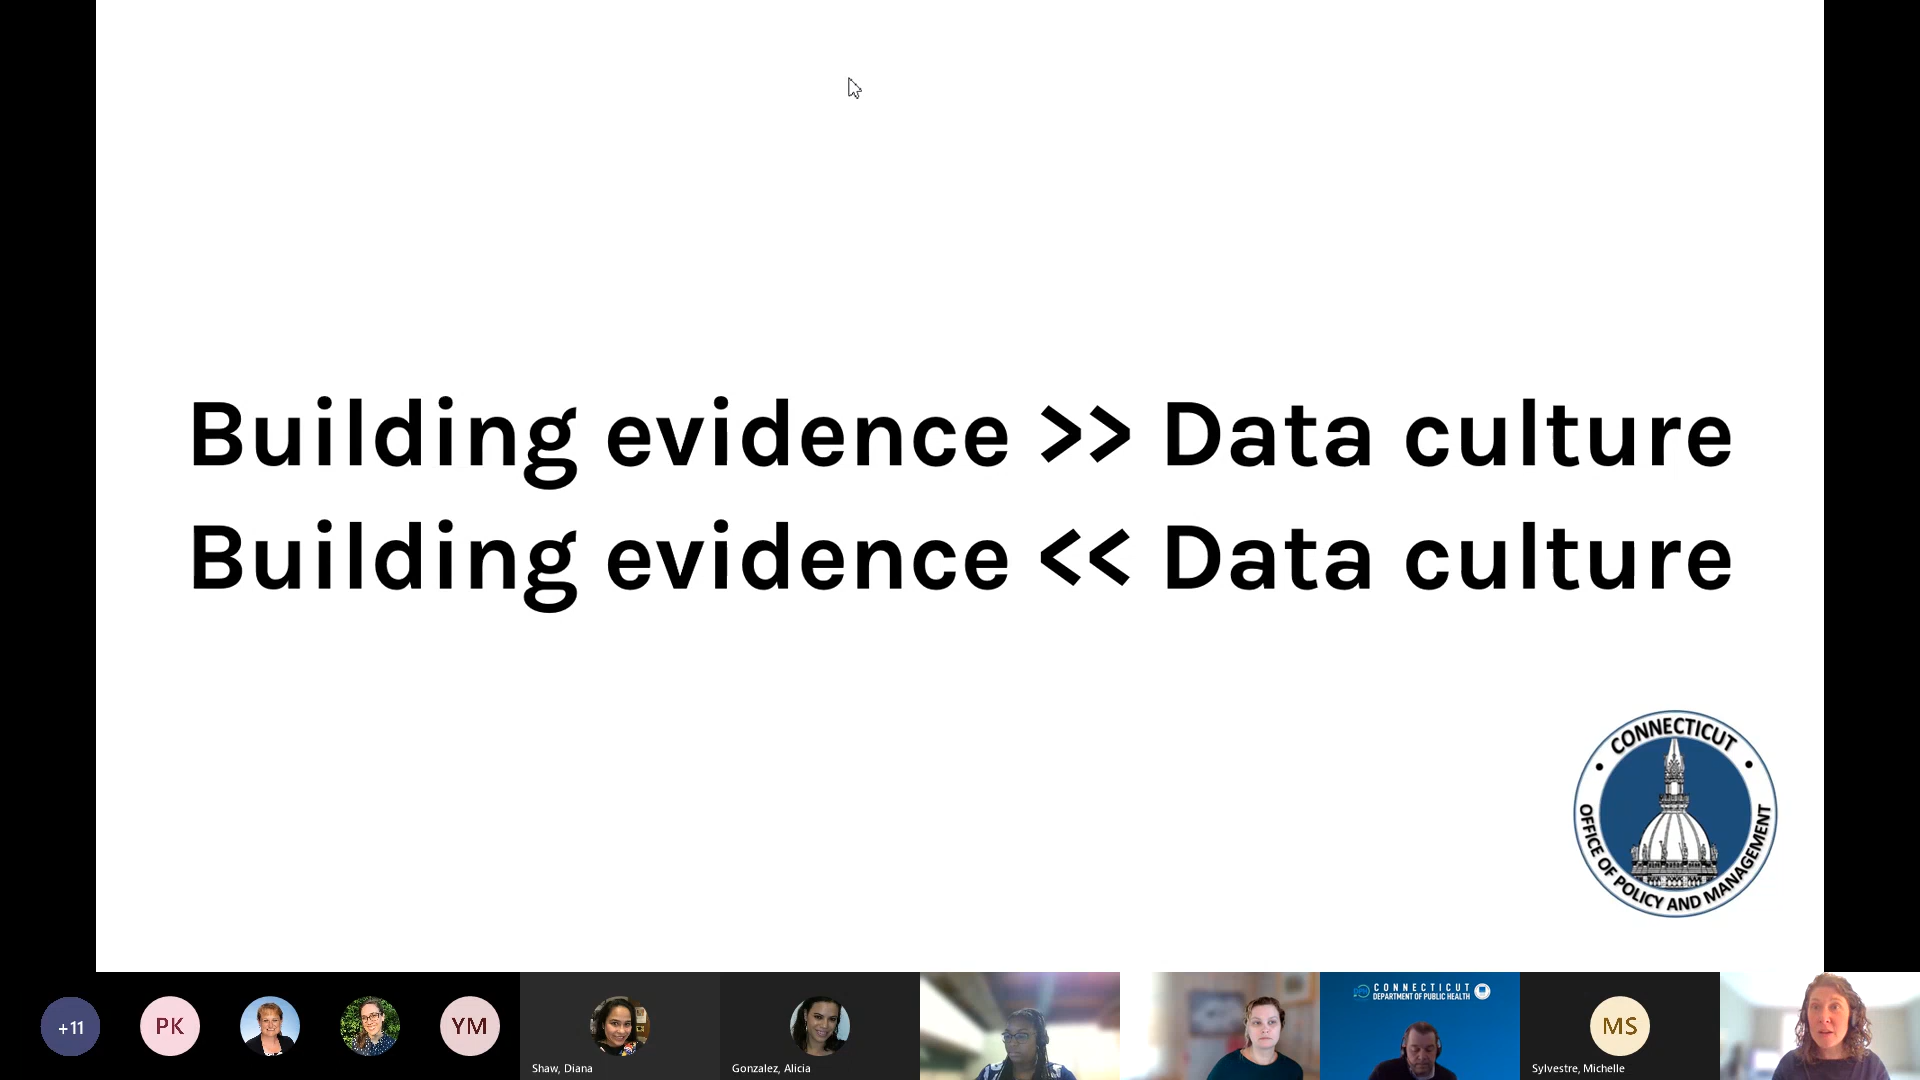 Building evidence >> Data culture
Building evidence << Data culture
CONNECTICUT
OFFICE OF POLICY AND MANAGEMENT
+11
PK
YM
Shaw, Diana
Gonzalez, Alicia
CONNECTICUT
DEPARTMENT OF PUBLIC HEALTH
MS
Sylvestre, Michelle